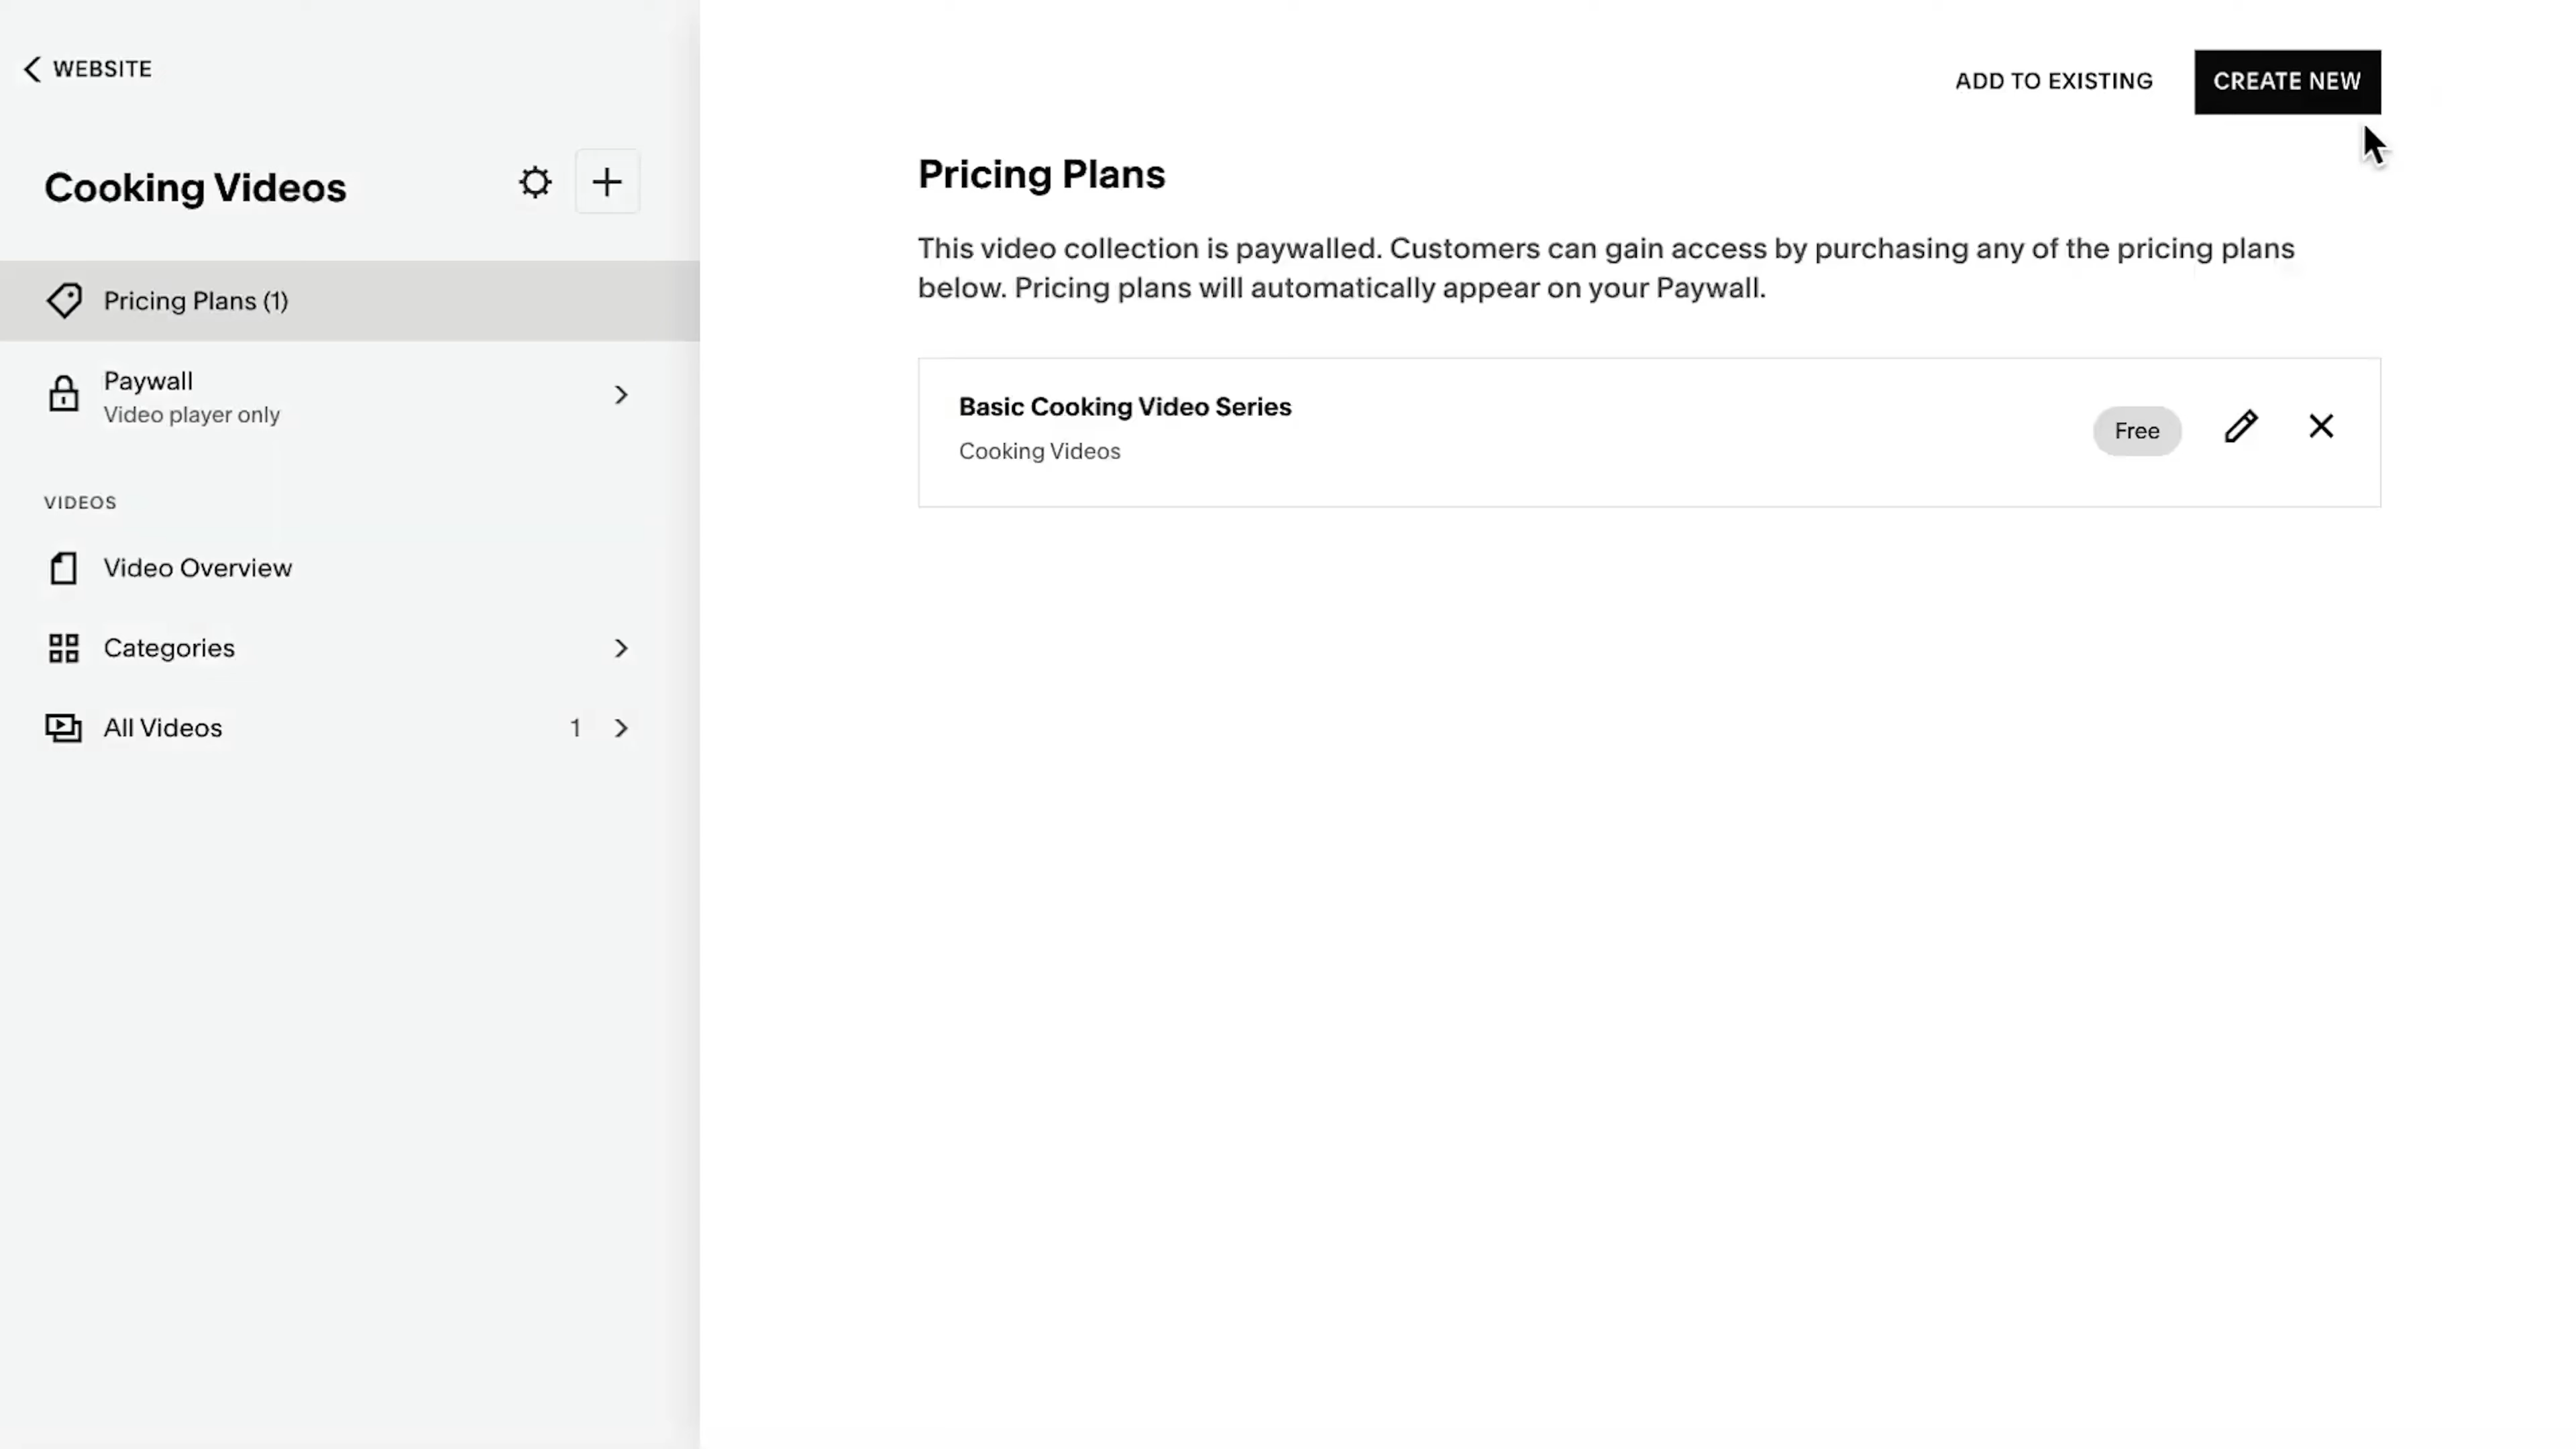 WEBSITE
Cooking Videos
Pricing Plans (1)
Paywall
Video player only
VIDEOS
Video Overview
Categories
All Videos 1
ADD TO EXISTING CREATE NEW
Pricing Plans
This video collection is paywalled. Customers can gain access by purchasing any of the pricing plans
below. Pricing plans will automatically appear on your Paywall.
Basic Cooking Video Series
Cooking Videos
Free